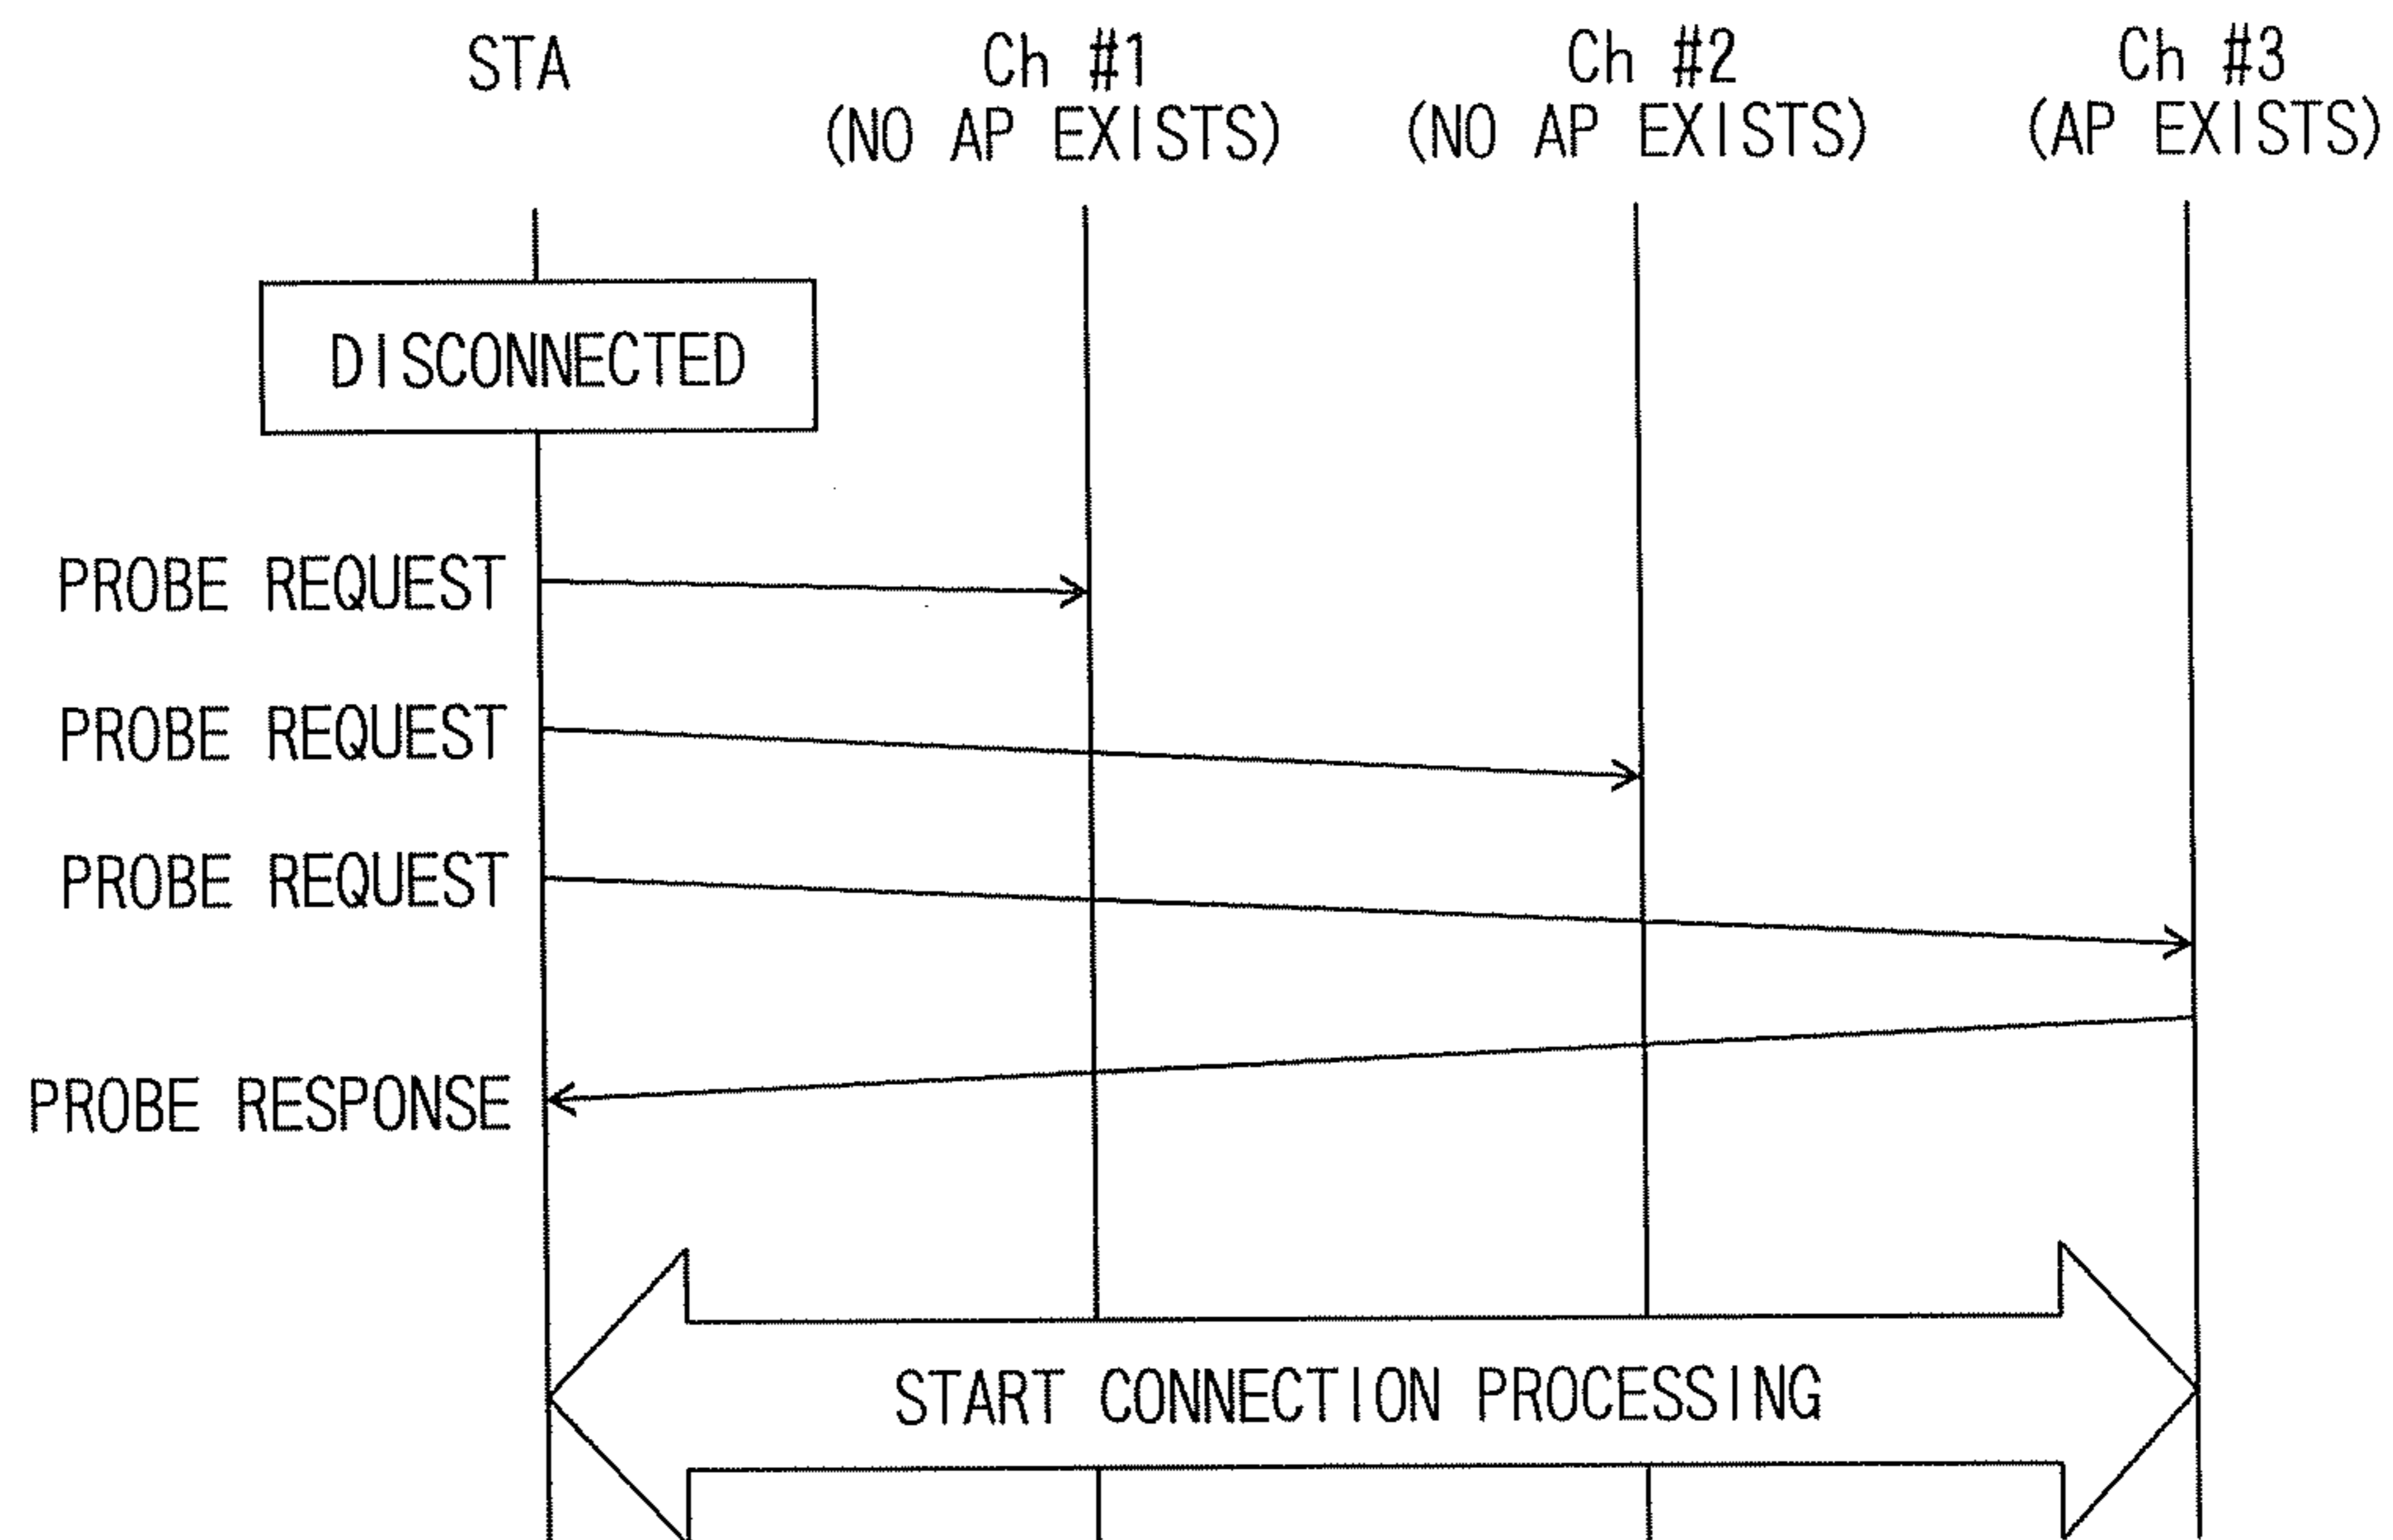 STA
Ch #1
(NO AP EXISTS)
Ch #2
(NO AP EXISTS)
Ch #3
(AP EXISTS)
DISCONNECTED
PROBE REQUEST
PROBE REQUEST
PROBE REQUEST
PROBE RESPONSE
START CONNECTION PROCESSING